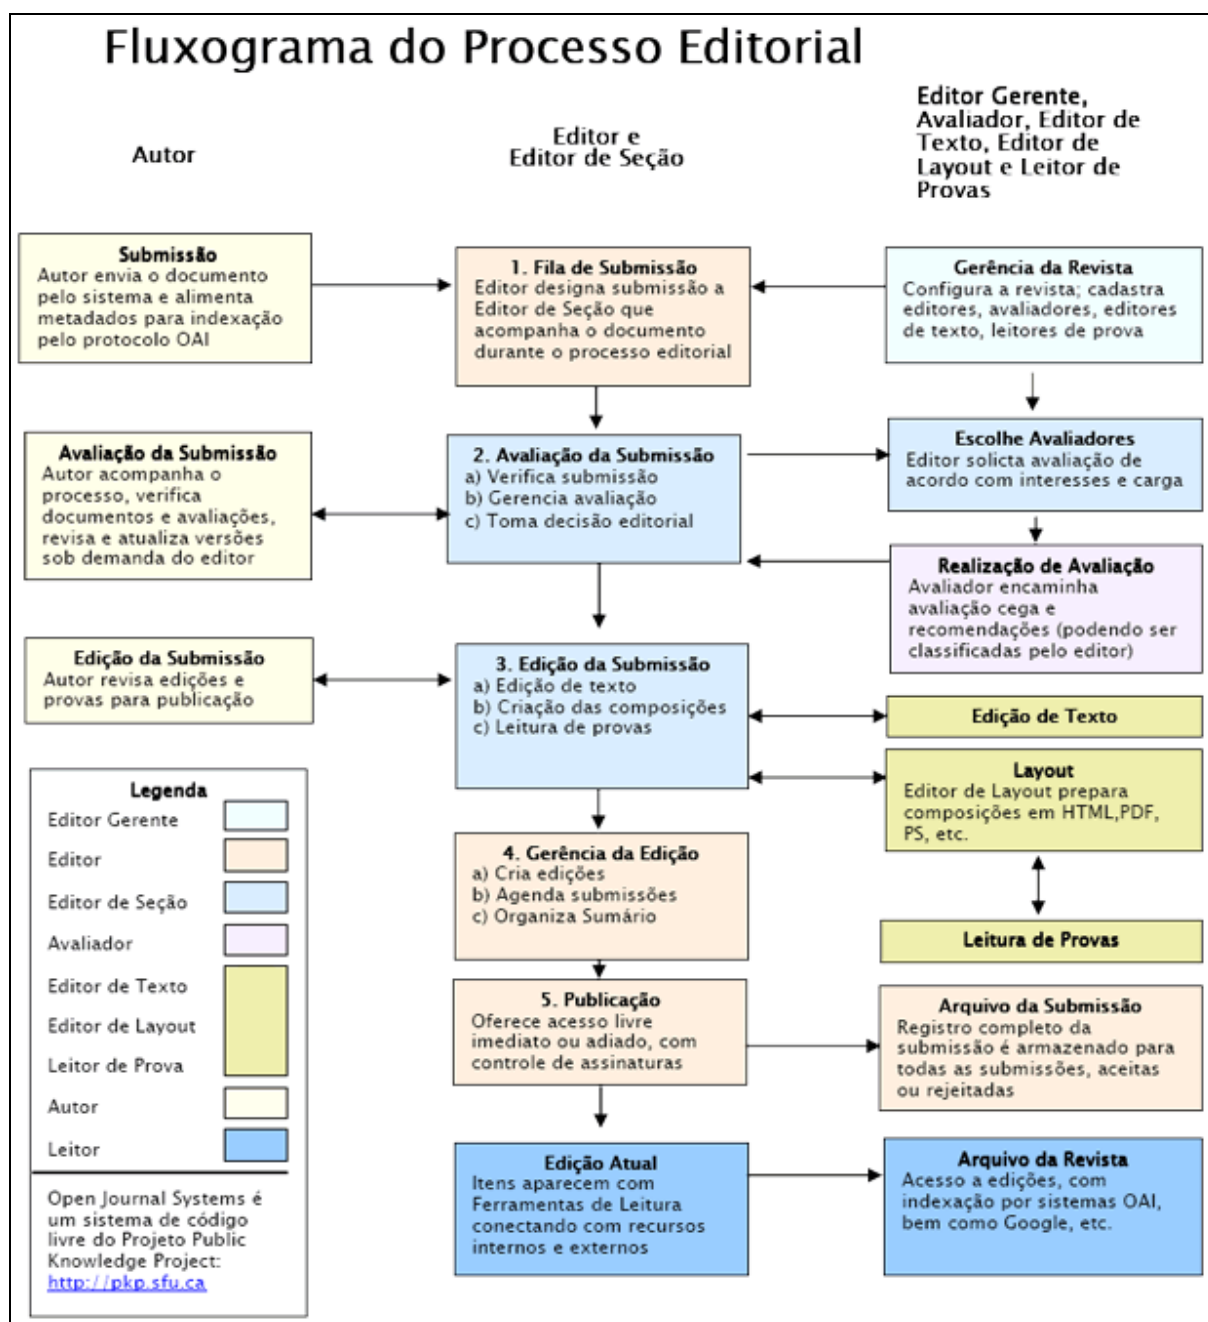 Fluxograma do Processo Editorial
Autor
Editor e
Editor de Seção
Editor Gerente,
Avaliador, Editor de
Texto, Editor de
Layout e Leitor de
Provas
Submissão
Autor envia o documento
pelo sistema e alimenta
metadados para indexação
pelo protocolo OAI
1. Fila de Submissão
Editor designa submissão a
Editor de Seção que
acompanha o documento
durante o processo editorial
Gerência da Revista
Configura a revista; cadastra
editores, avaliadores, editores
de texto, leitores de prova
Avaliação da Submissão
Autor acompanha o
processo, verifica
documentos e avaliações,
revisa e atualiza versões
sob demanda do editor
2. Avaliação da Submissão
a) Verifica submissão
b) Gerencia avaliação
c) Toma decisão editorial
Escolhe Avaliadores
Editor solicta avaliação de
acordo com interesses e carga
Realização de Avaliação
Avaliador encaminha
avaliação cega e
recomendações (podendo ser
classificadas pelo editor)
Edição da Submissão
Autor revisa edições e
provas para publicação
3. Edição da Submissão
a) Edição de texto
b) Criação das composições
c) Leitura de provas
Edição de Texto
Layout
Editor de Layout prepara
composições em HTML,PDF,
PS, etc.
4. Gerência da Edição
a) Cria edições
b) Agenda submissões
c) Organiza Sumário
Leitura de Provas
5. Publicação
Oferece acesso livre
imediato ou adiado, com
controle de assinaturas
Arquivo da Submissão
Registro completo da
submissão é armazenado para
todas as submissões, aceitas
ou rejeitadas
Edição Atual
Itens aparecem com
Ferramentas de Leitura
conectando com recursos
internos e externos
Arquivo da Revista
Acesso a edições, com
indexação por sistemas OAI,
bem como Google, etc.
Legenda
Editor Gerente
Editor
Editor de Seção
Avaliador
Editor de Texto
Editor de Layout
Leitor de Prova
Autor
Leitor
Open Journal Systems é
um sistema de código
livre do Projeto Public
Knowledge Project:
http://pkp.sfu.ca